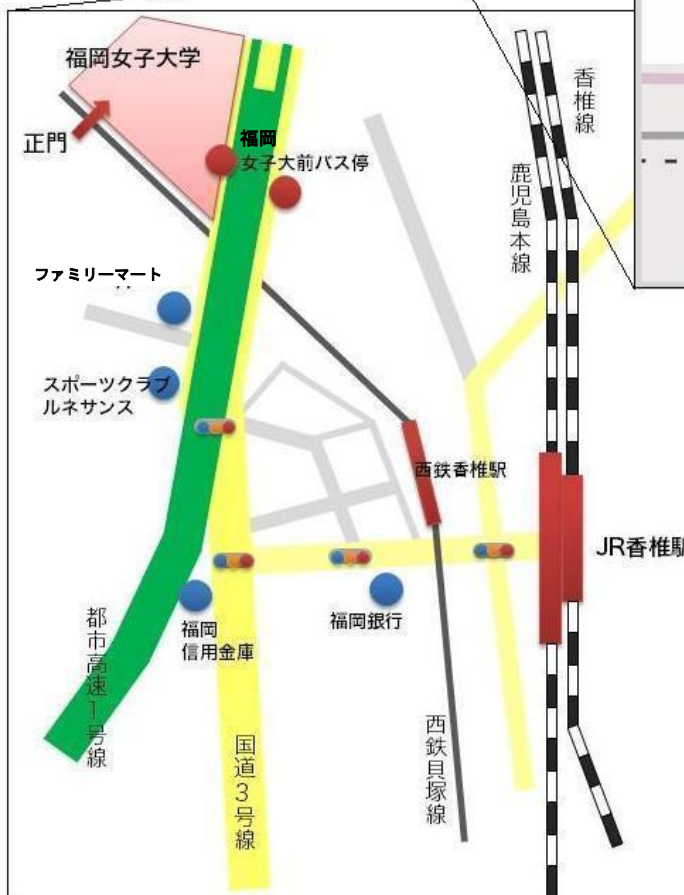 福岡女子大学
正門
福岡
女子大前バス停
香椎線
鹿児島本線
ファミリーマート
スポーツクラブ
ルネサンス
西鉄香椎駅
JR香椎駅
福岡
信用金庫
福岡銀行
都市高速1号線
国道3号線
西鉄貝塚線